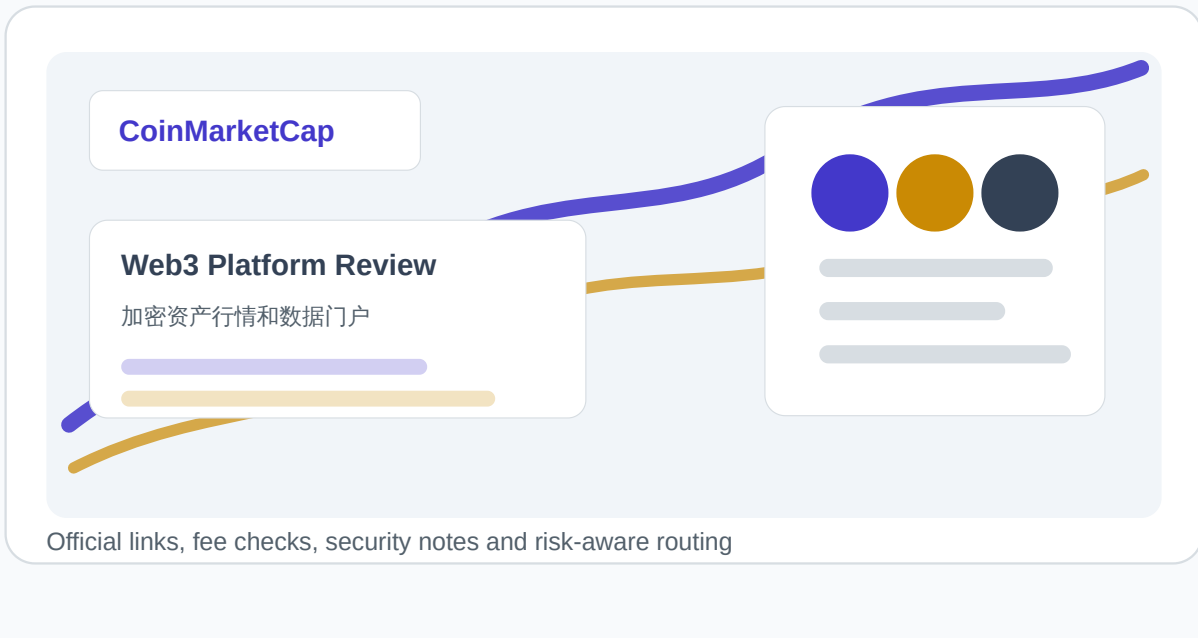 CoinMarketCap
Web3 Platform Review
加密资产行情和数据门户
Official links, fee checks, security notes and risk-aware routing